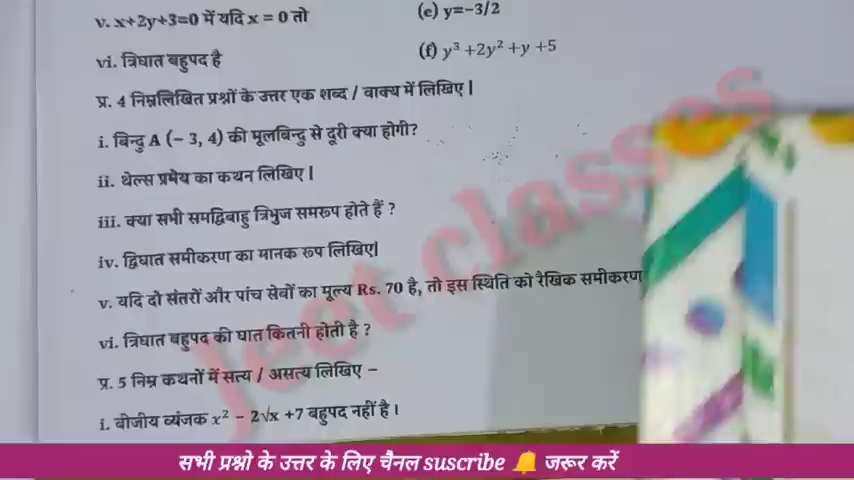 v. x+2y+3=0 में यदि x = 0 तो (e) y=−3/2
vi. त्रिघात बहुपद है (f) y³ +2y² +y +5
प्र. 4 निम्नलिखित प्रश्नों के उत्तर एक शब्द / वाक्य में लिखिए |
i. बिन्दु A (− 3, 4) की मूलबिन्दु से दूरी क्या होगी?
ii. थेल्स प्रमेय का कथन लिखिए |
iii. क्या सभी समद्विबाहु त्रिभुज समरूप होते हैं ?
iv. द्विघात समीकरण का मानक रूप लिखिए|
v. यदि दो संतरों और पांच सेवों का मूल्य Rs. 70 है, तो इस स्थिति को रैखिक समीकरण
vi. त्रिघात बहुपद की घात कितनी होती है ?
प्र. 5 निम्न कथनों में सत्य / असत्य लिखिए −
i. बीजीय व्यंजक x² − 2√x +7 बहुपद नहीं है।
Jeet classes
सभी प्रश्नो के उत्तर के लिए चैनल suscribe 🔔 जरूर करें